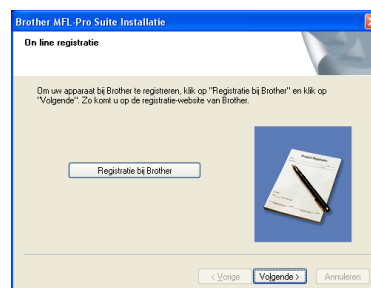 Brother MFL-Pro Suite Installatie
On line registratie
Om uw apparaat bij Brother te registreren, klik op "Registratie bij Brother" en klik op
"Volgende". Zo komt u op de registratie-website van Brother.
Product Registration
Registratie bij Brother
< Vorige
Volgende >
Annuleren